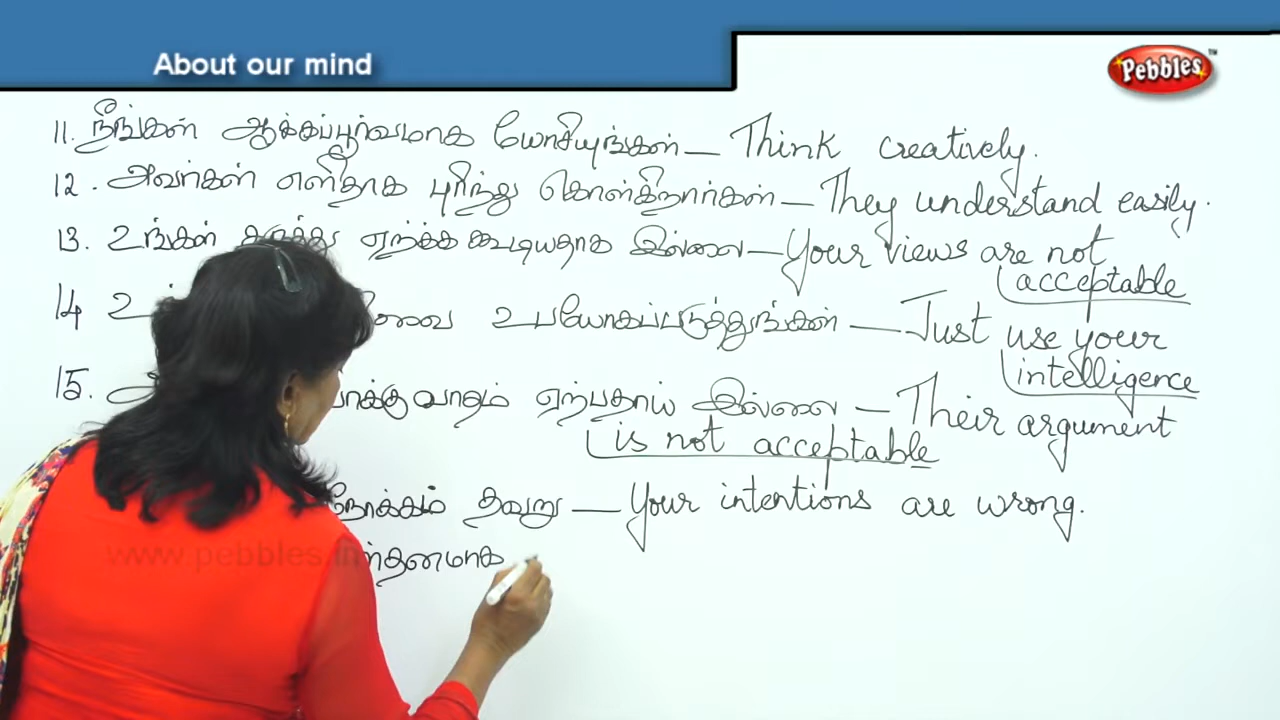 About our mind
Pebbles™
11. நீங்கள் ஆக்கப்பூர்வமாக யோசியுங்கள் — Think creatively.
12. அவர்கள் எளிதாக புரிந்து கொள்கிறார்கள் — They understand easily.
13. உங்கள் கருத்து ஏற்க்க கூடியதாக இல்லை — Your views are not
acceptable
14 உபயோகப்படுத்துங்கள் — Just use your
intelligence
15. வாக்குவாதம் ஏற்பதாய் இல்லை — Their argument
is not acceptable
நோக்கம் தவறு — Your intentions are wrong.
www.pebbles.in